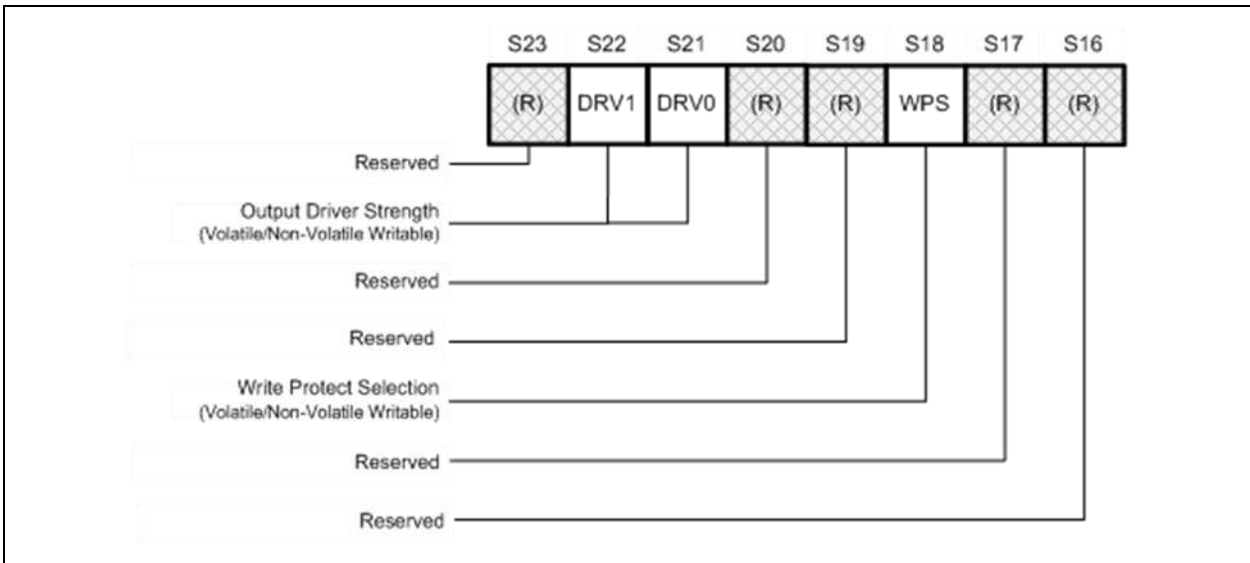 S23 S22 S21 S20 S19 S18 S17 S16
(R) DRV1 DRV0 (R) (R) WPS (R) (R)
Reserved
Output Driver Strength
(Volatile/Non-Volatile Writable)
Reserved
Reserved
Write Protect Selection
(Volatile/Non-Volatile Writable)
Reserved
Reserved